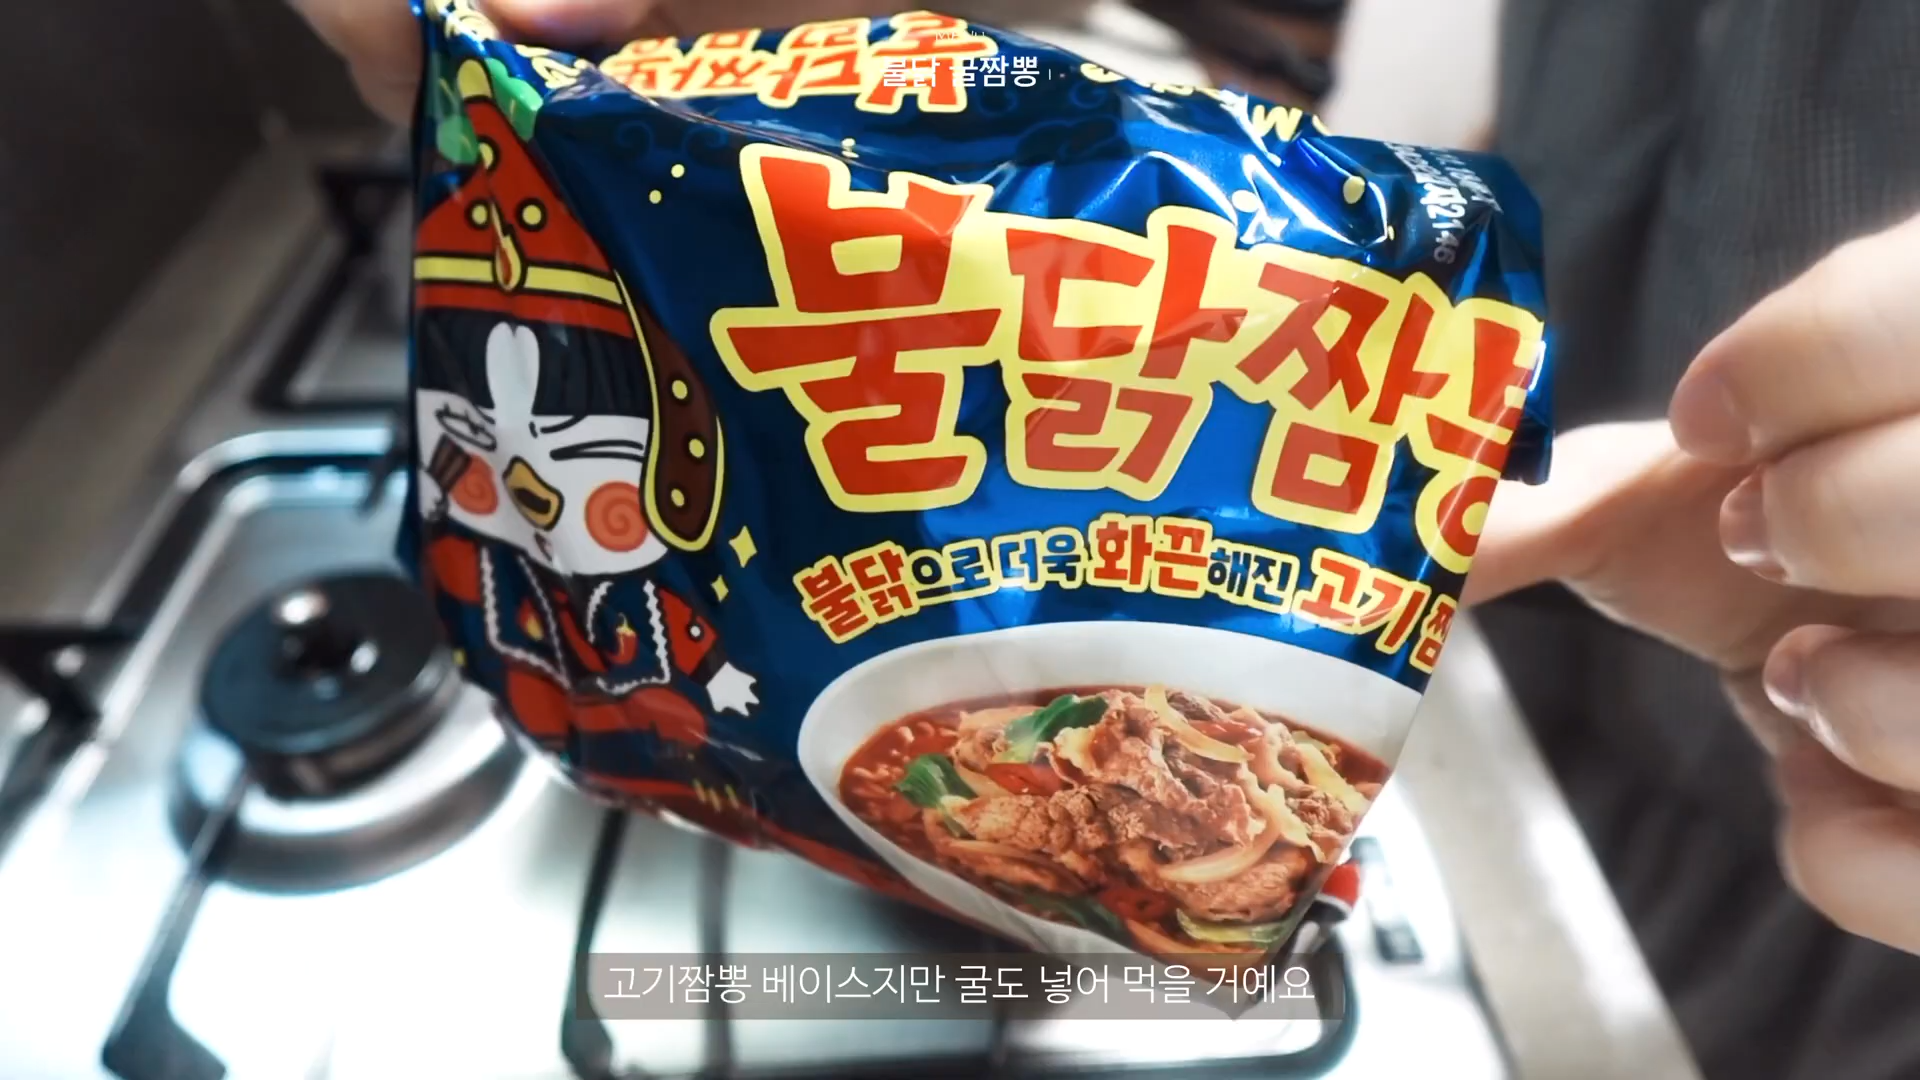 Menu
불닭 굴짬뽕
불닭짬뽕
불닭으로 더욱 화끈해진 고기 짬
고기짬뽕 베이스지만 굴도 넣어 먹을 거예요